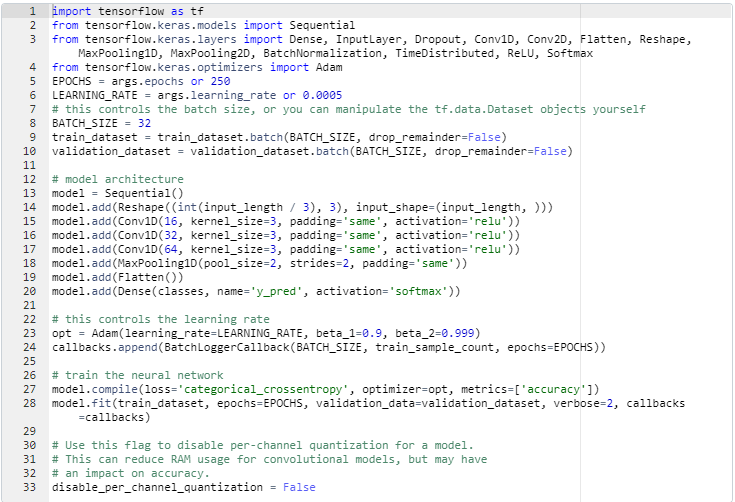 1 import tensorflow as tf
2 from tensorflow.keras.models import Sequential
3 from tensorflow.keras.layers import Dense, InputLayer, Dropout, Conv1D, Conv2D, Flatten, Reshape,
MaxPooling1D, MaxPooling2D, BatchNormalization, TimeDistributed, ReLU, Softmax
4 from tensorflow.keras.optimizers import Adam
5 EPOCHS = args.epochs or 250
6 LEARNING_RATE = args.learning_rate or 0.0005
7 # this controls the batch size, or you can manipulate the tf.data.Dataset objects yourself
8 BATCH_SIZE = 32
9 train_dataset = train_dataset.batch(BATCH_SIZE, drop_remainder=False)
10 validation_dataset = validation_dataset.batch(BATCH_SIZE, drop_remainder=False)
11
12 # model architecture
13 model = Sequential()
14 model.add(Reshape((int(input_length / 3), 3), input_shape=(input_length, )))
15 model.add(Conv1D(16, kernel_size=3, padding='same', activation='relu'))
16 model.add(Conv1D(32, kernel_size=3, padding='same', activation='relu'))
17 model.add(Conv1D(64, kernel_size=3, padding='same', activation='relu'))
18 model.add(MaxPooling1D(pool_size=2, strides=2, padding='same'))
19 model.add(Flatten())
20 model.add(Dense(classes, name='y_pred', activation='softmax'))
21
22 # this controls the learning rate
23 opt = Adam(learning_rate=LEARNING_RATE, beta_1=0.9, beta_2=0.999)
24 callbacks.append(BatchLoggerCallback(BATCH_SIZE, train_sample_count, epochs=EPOCHS))
25
26 # train the neural network
27 model.compile(loss='categorical_crossentropy', optimizer=opt, metrics=['accuracy'])
28 model.fit(train_dataset, epochs=EPOCHS, validation_data=validation_dataset, verbose=2, callbacks
=callbacks)
29
30 # Use this flag to disable per-channel quantization for a model.
31 # This can reduce RAM usage for convolutional models, but may have
32 # an impact on accuracy.
33 disable_per_channel_quantization = False